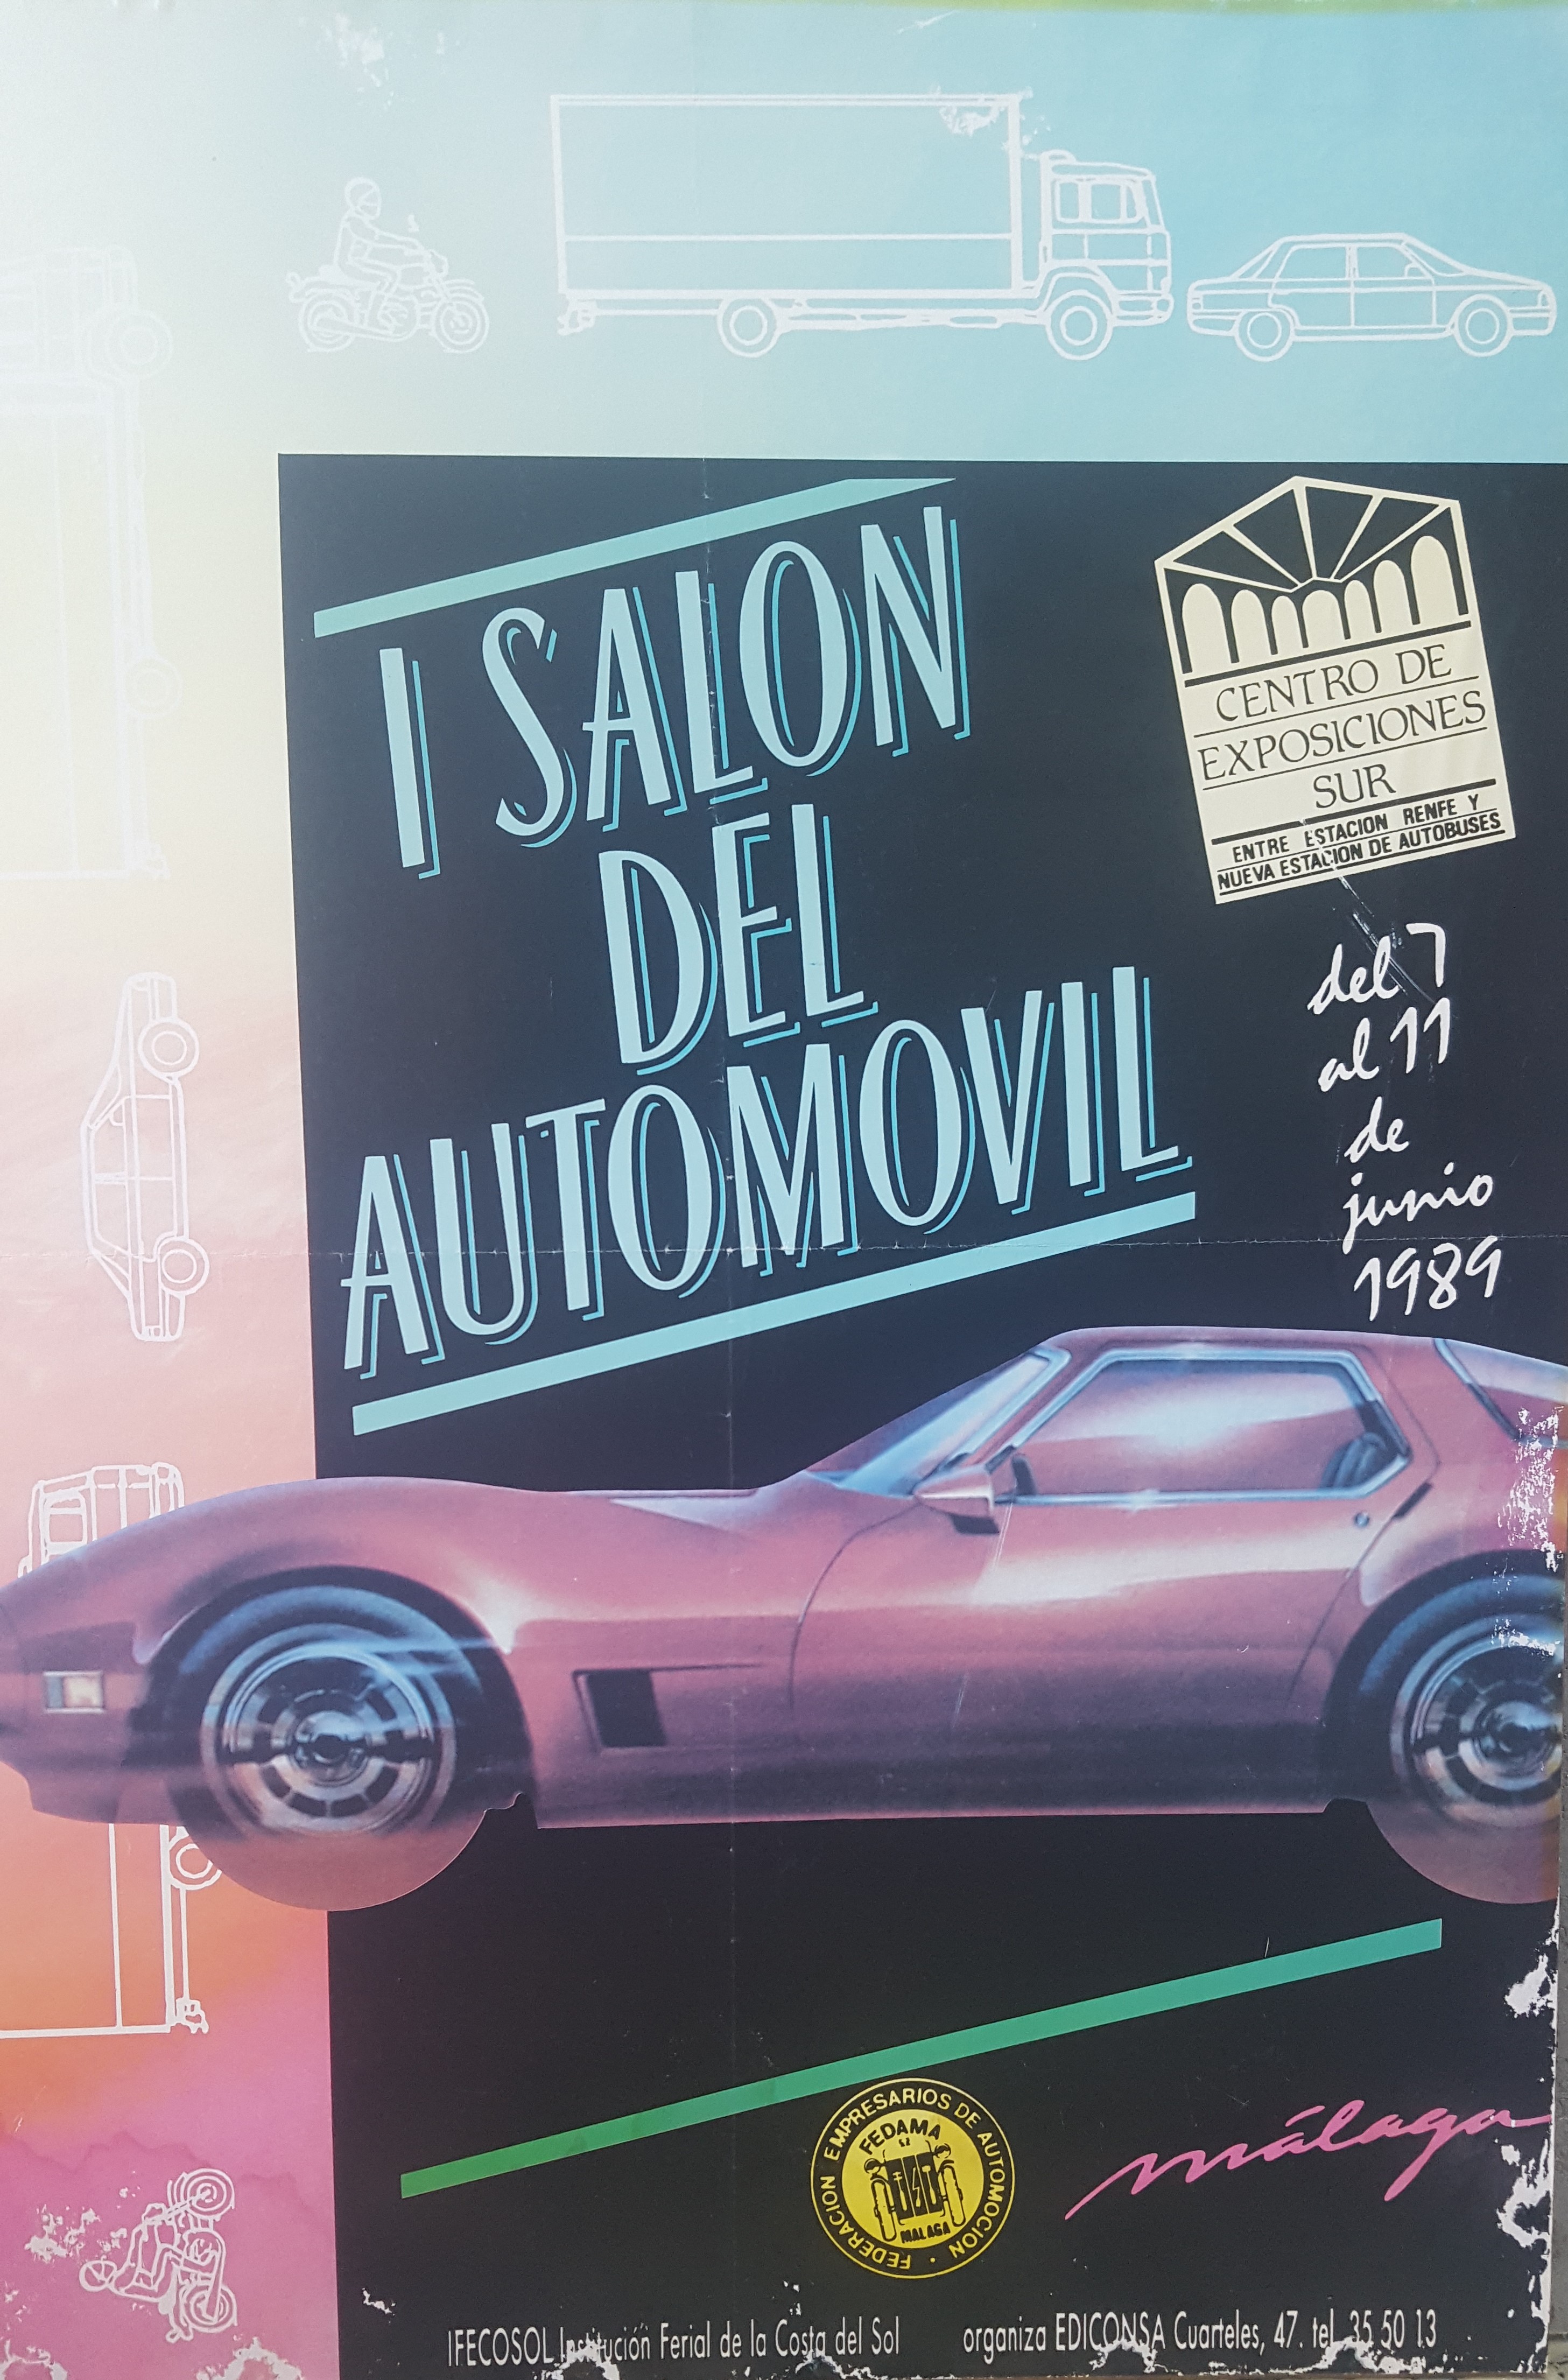 I SALON
DEL
AUTOMOVIL
CENTRO DE
EXPOSICIONES
SUR
ENTRE ESTACION RENFE Y
NUEVA ESTACION DE AUTOBUSES
del 7
al 11
de
junio
1989
FEDERACION EMPRESARIOS DE AUTOMOCION
FEDAMA
MALAGA
málaga
IFECOSOL Institución Ferial de la Costa del Sol
organiza EDICONSA Cuarteles, 47. tel. 35 50 13